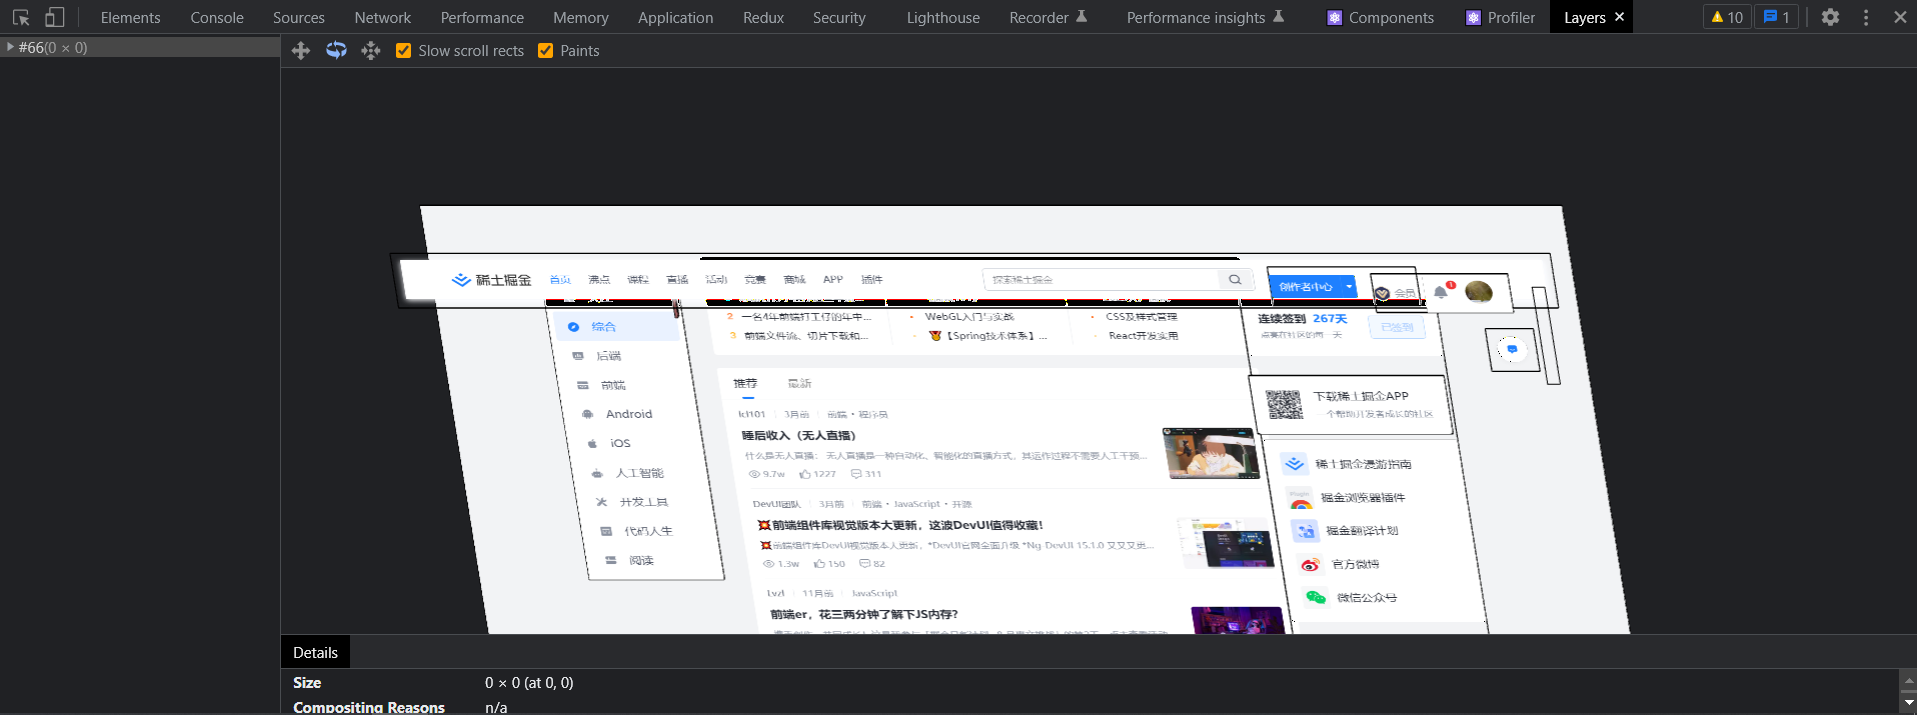 Elements Console Sources Network Performance Memory Application Redux Security Lighthouse Recorder Performance insights Components Profiler Layers × 10 1
#66(0 × 0)
Slow scroll rects Paints
稀土掘金 首页 沸点 课程 直播 活动 竞赛 商城 APP 插件 探索稀土掘金 创作者中心 会员 1
综合
后端
前端
Android
iOS
人工智能
开发工具
代码人生
阅读
2 一名4年前端打工仔的年中... WebGL入门与实战 CSS及样式管理
3 前端文件流、切片下载和... 【Spring技术体系】... React开发实用
推荐 最新
kj101 3月前 前端 · 程序员
睡后收入（无人直播）
什么是无人直播： 无人直播是一种自动化、智能化的直播方式，其运作过程不需要人工干预...
9.7w 1227 311
DevUI团队 3月前 前端 · JavaScript · 开源
💥前端组件库视觉版本大更新，这波DevUI值得收藏！
💥前端组件库DevUI视觉版本大更新，*DevUI官网全面升级 *Ng-DevUI 15.1.0 又又又更...
1.3w 150 82
11月前 JavaScript
前端er，花三两分钟了解下JS内存?
连续签到 267天 已签到
点亮在社区的每一天
下载稀土掘金APP
一个帮助开发者成长的社区
稀土掘金漫游指南
掘金浏览器插件
掘金翻译计划
官方微博
微信公众号
Details
Size 0 × 0 (at 0, 0)
Compositing Reasons n/a